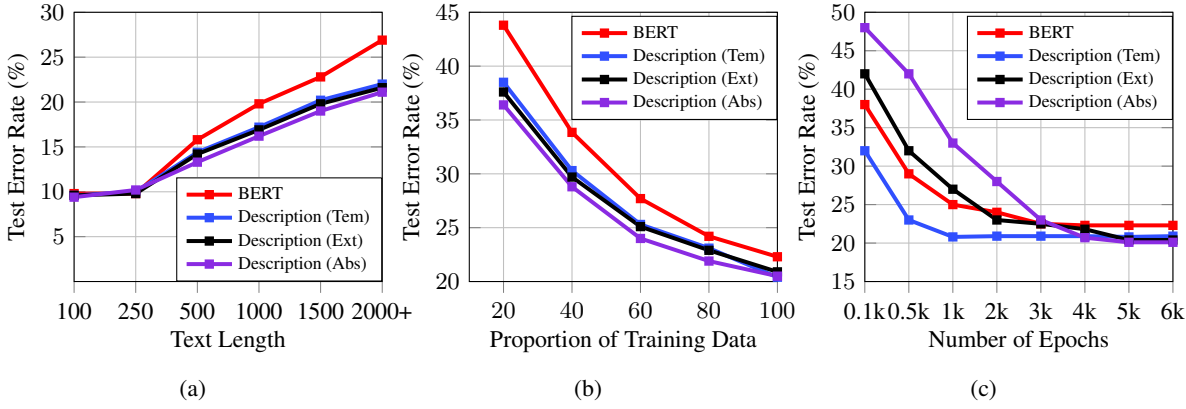 30
25
20
15
10
5
100 250 500 1000 1500 2000+
Test Error Rate (%)
Text Length
BERT
Description (Tem)
Description (Ext)
Description (Abs)
(a)
45
40
35
30
25
20
20 40 60 80 100
Test Error Rate (%)
Proportion of Training Data
BERT
Description (Tem)
Description (Ext)
Description (Abs)
(b)
50
45
40
35
30
25
20
15
0.1k 0.5k 1k 2k 3k 4k 5k 6k
Test Error Rate (%)
Number of Epochs
BERT
Description (Tem)
Description (Ext)
Description (Abs)
(c)